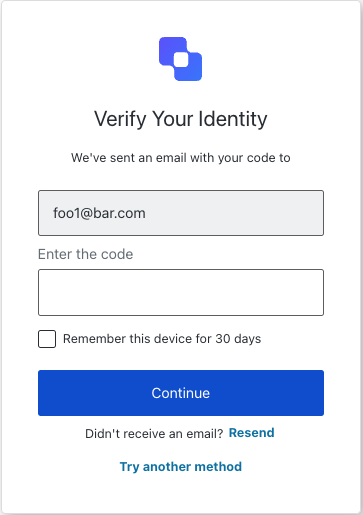 Verify Your Identity
We've sent an email with your code to
foo1@bar.com
Enter the code
Remember this device for 30 days
Continue
Didn't receive an email? Resend
Try another method